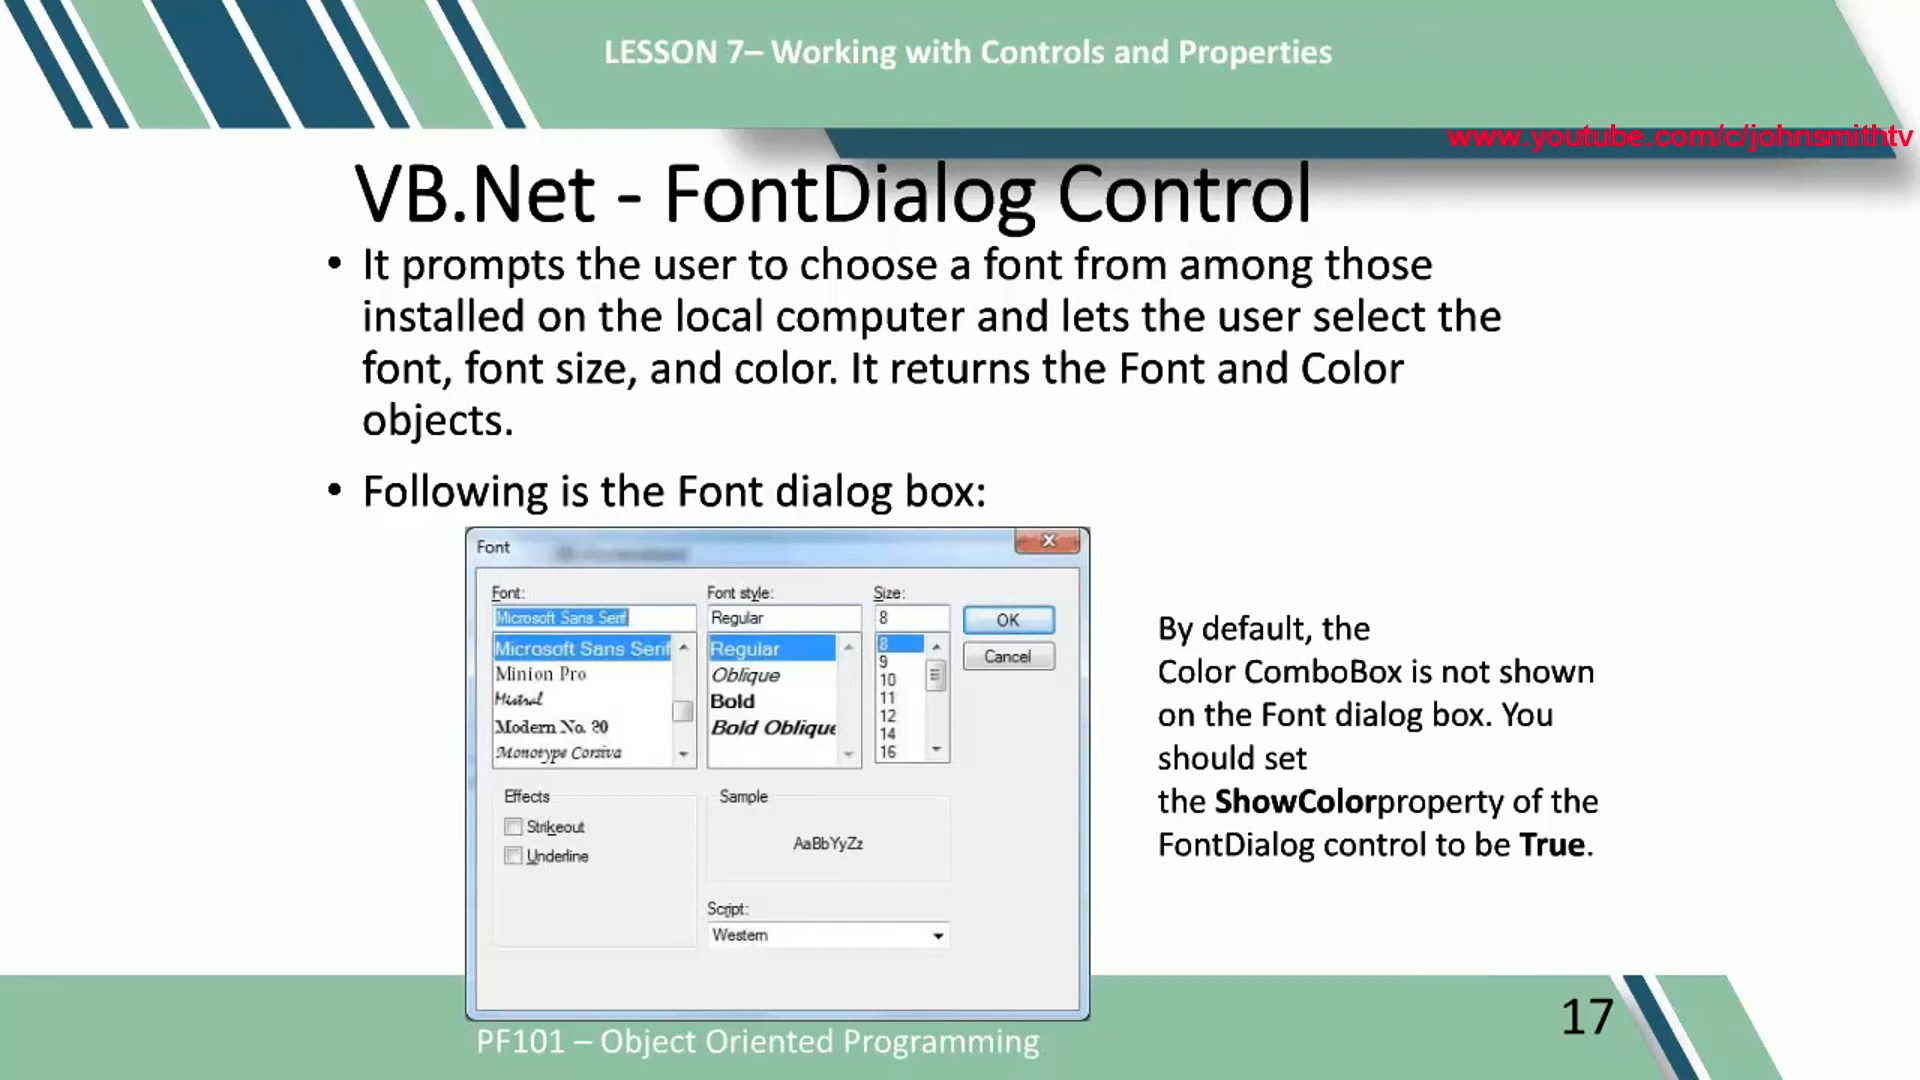 LESSON 7– Working with Controls and Properties
www.youtube.com/c/johnsmithtv
VB.Net - FontDialog Control
• It prompts the user to choose a font from among those
installed on the local computer and lets the user select the
font, font size, and color. It returns the Font and Color
objects.
• Following is the Font dialog box:
Font
Font:
Font style:
Size:
Microsoft Sans Serif
Regular
8
OK
Cancel
Microsoft Sans Serif
Minion Pro
Mistral
Modern No. 20
Monotype Corsiva
Regular
Oblique
Bold
Bold Oblique
8
9
10
11
12
14
16
Effects
Strikeout
Underline
Sample
AaBbYyZz
Script:
Western
By default, the
Color ComboBox is not shown
on the Font dialog box. You
should set
the ShowColorproperty of the
FontDialog control to be True.
17
PF101 – Object Oriented Programming